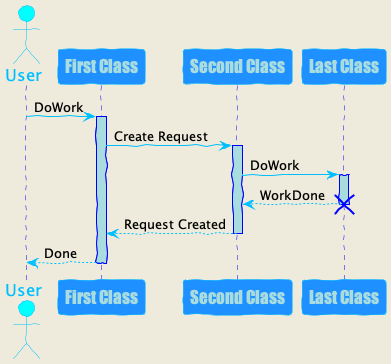 User
First Class
Second Class
Last Class
DoWork
Create Request
DoWork
WorkDone
Request Created
Done
User
First Class
Second Class
Last Class